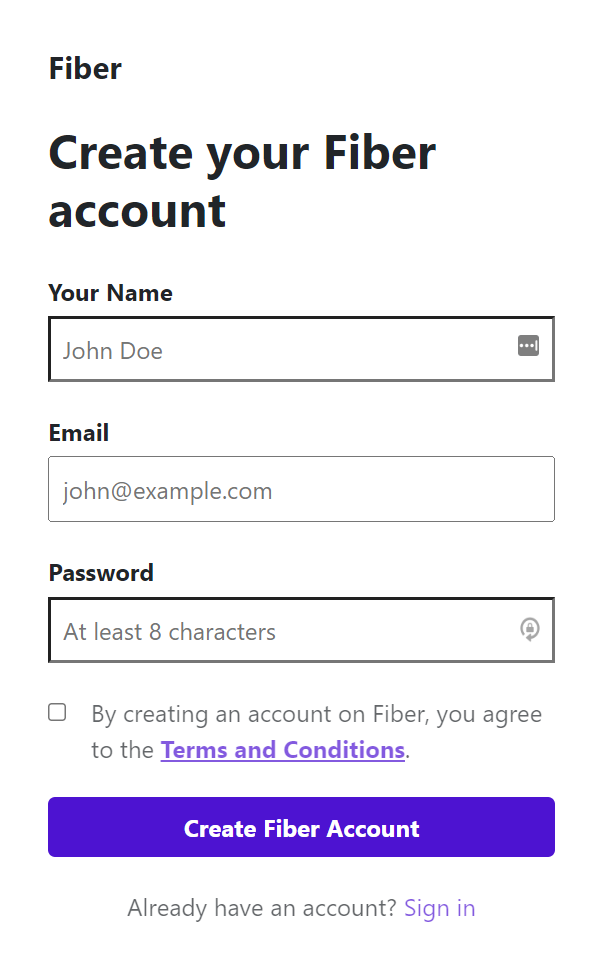 Fiber
Create your Fiber
account
Your Name
John Doe
Email
john@example.com
Password
At least 8 characters
By creating an account on Fiber, you agree
to the Terms and Conditions.
Create Fiber Account
Already have an account? Sign in